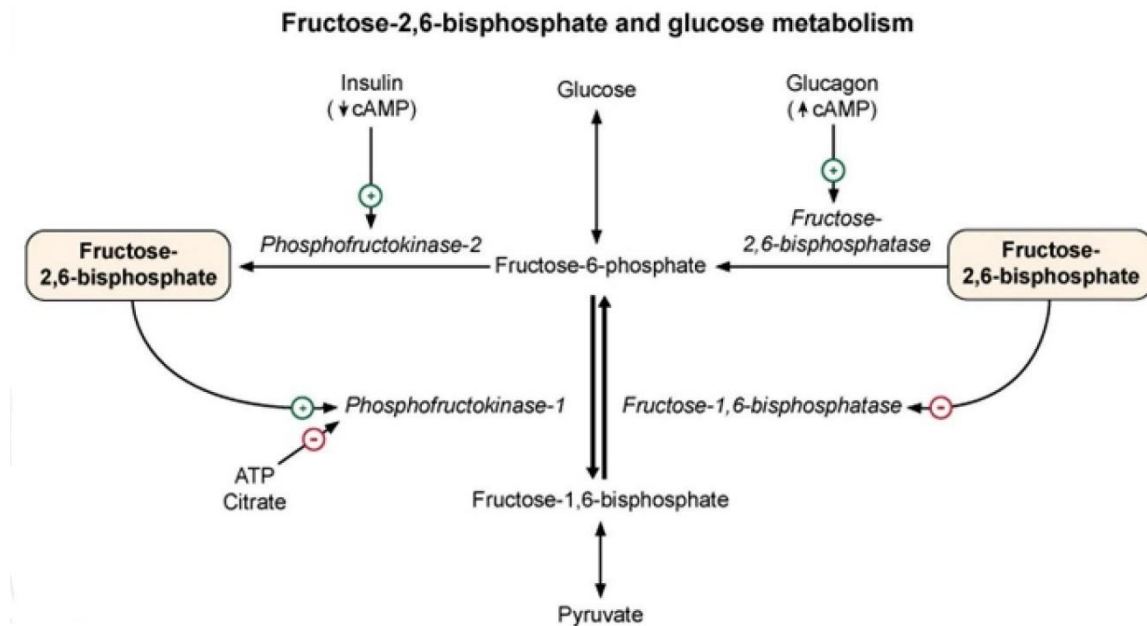 Fructose-2,6-bisphosphate and glucose metabolism
Insulin
(↓cAMP)
Glucose
Glucagon
(↑cAMP)
+
+
Fructose-
2,6-bisphosphate
Phosphofructokinase-2
Fructose-6-phosphate
Fructose-
2,6-bisphosphatase
Fructose-
2,6-bisphosphate
+
Phosphofructokinase-1
Fructose-1,6-bisphosphatase
-
-
ATP
Citrate
Fructose-1,6-bisphosphate
Pyruvate